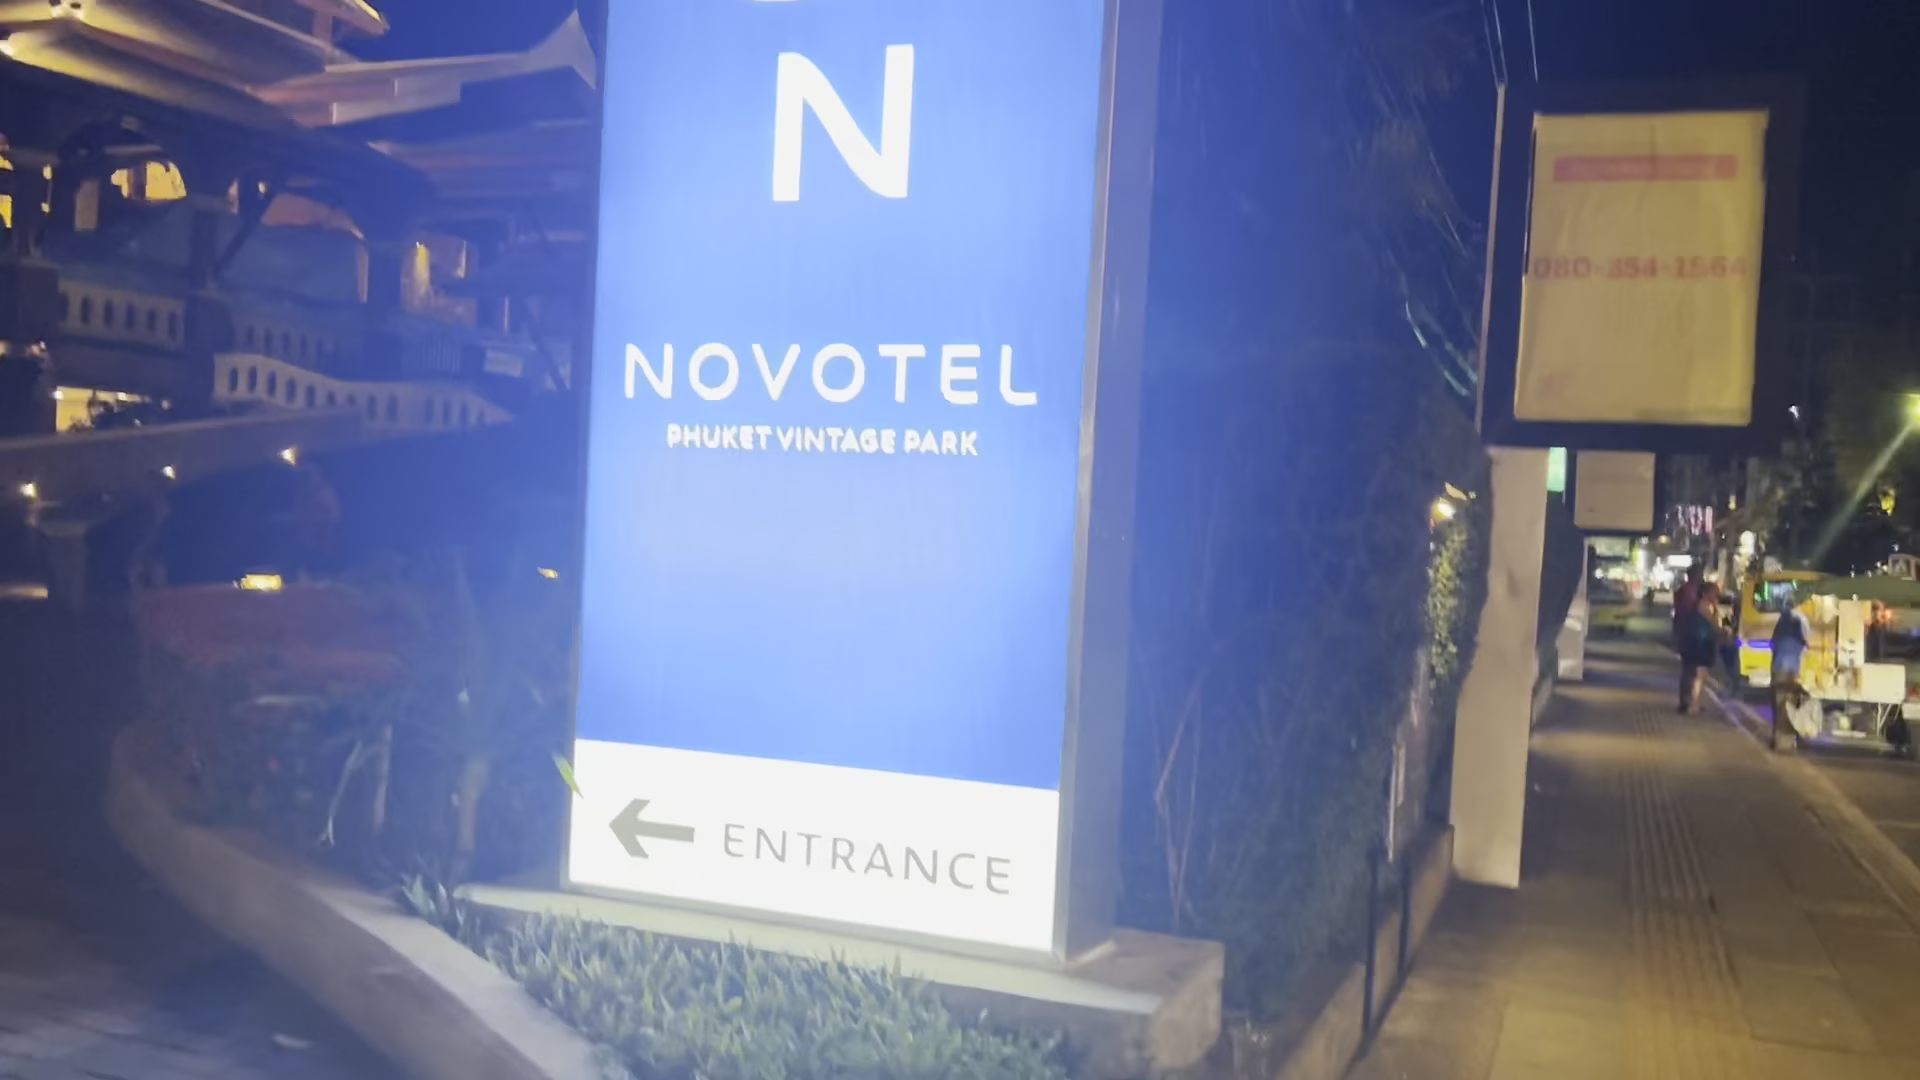 N
NOVOTEL
PHUKET VINTAGE PARK
← ENTRANCE
080-354-1564